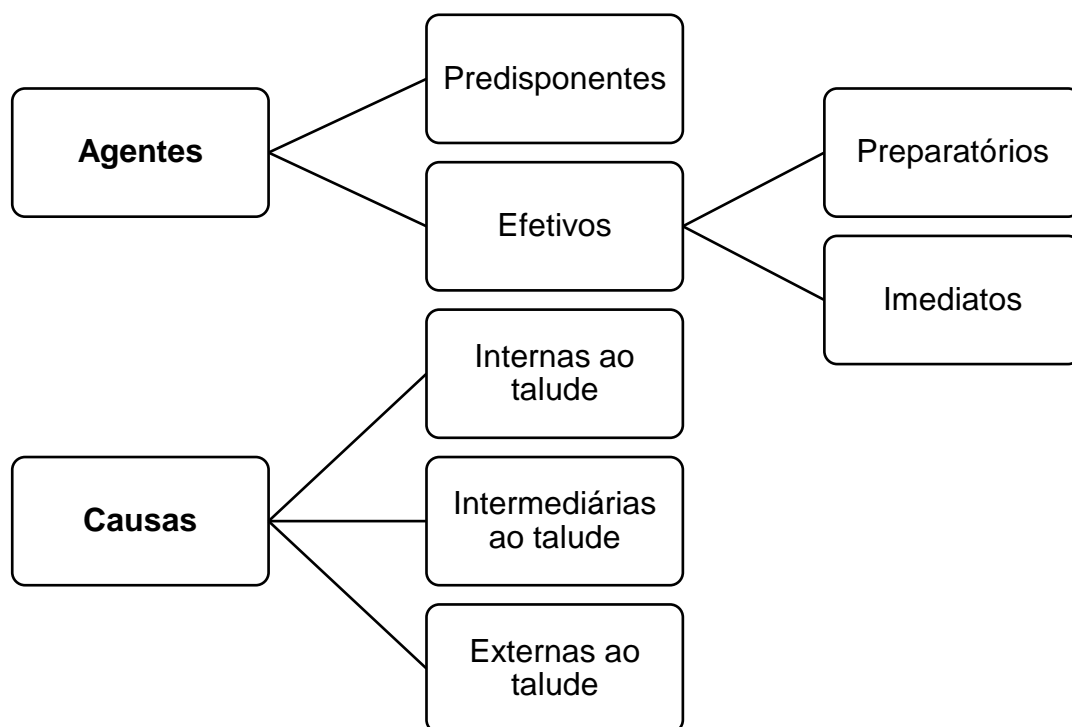 Agentes
Predisponentes
Efetivos
Preparatórios
Imediatos
Causas
Internas ao
talude
Intermediárias
ao talude
Externas ao
talude